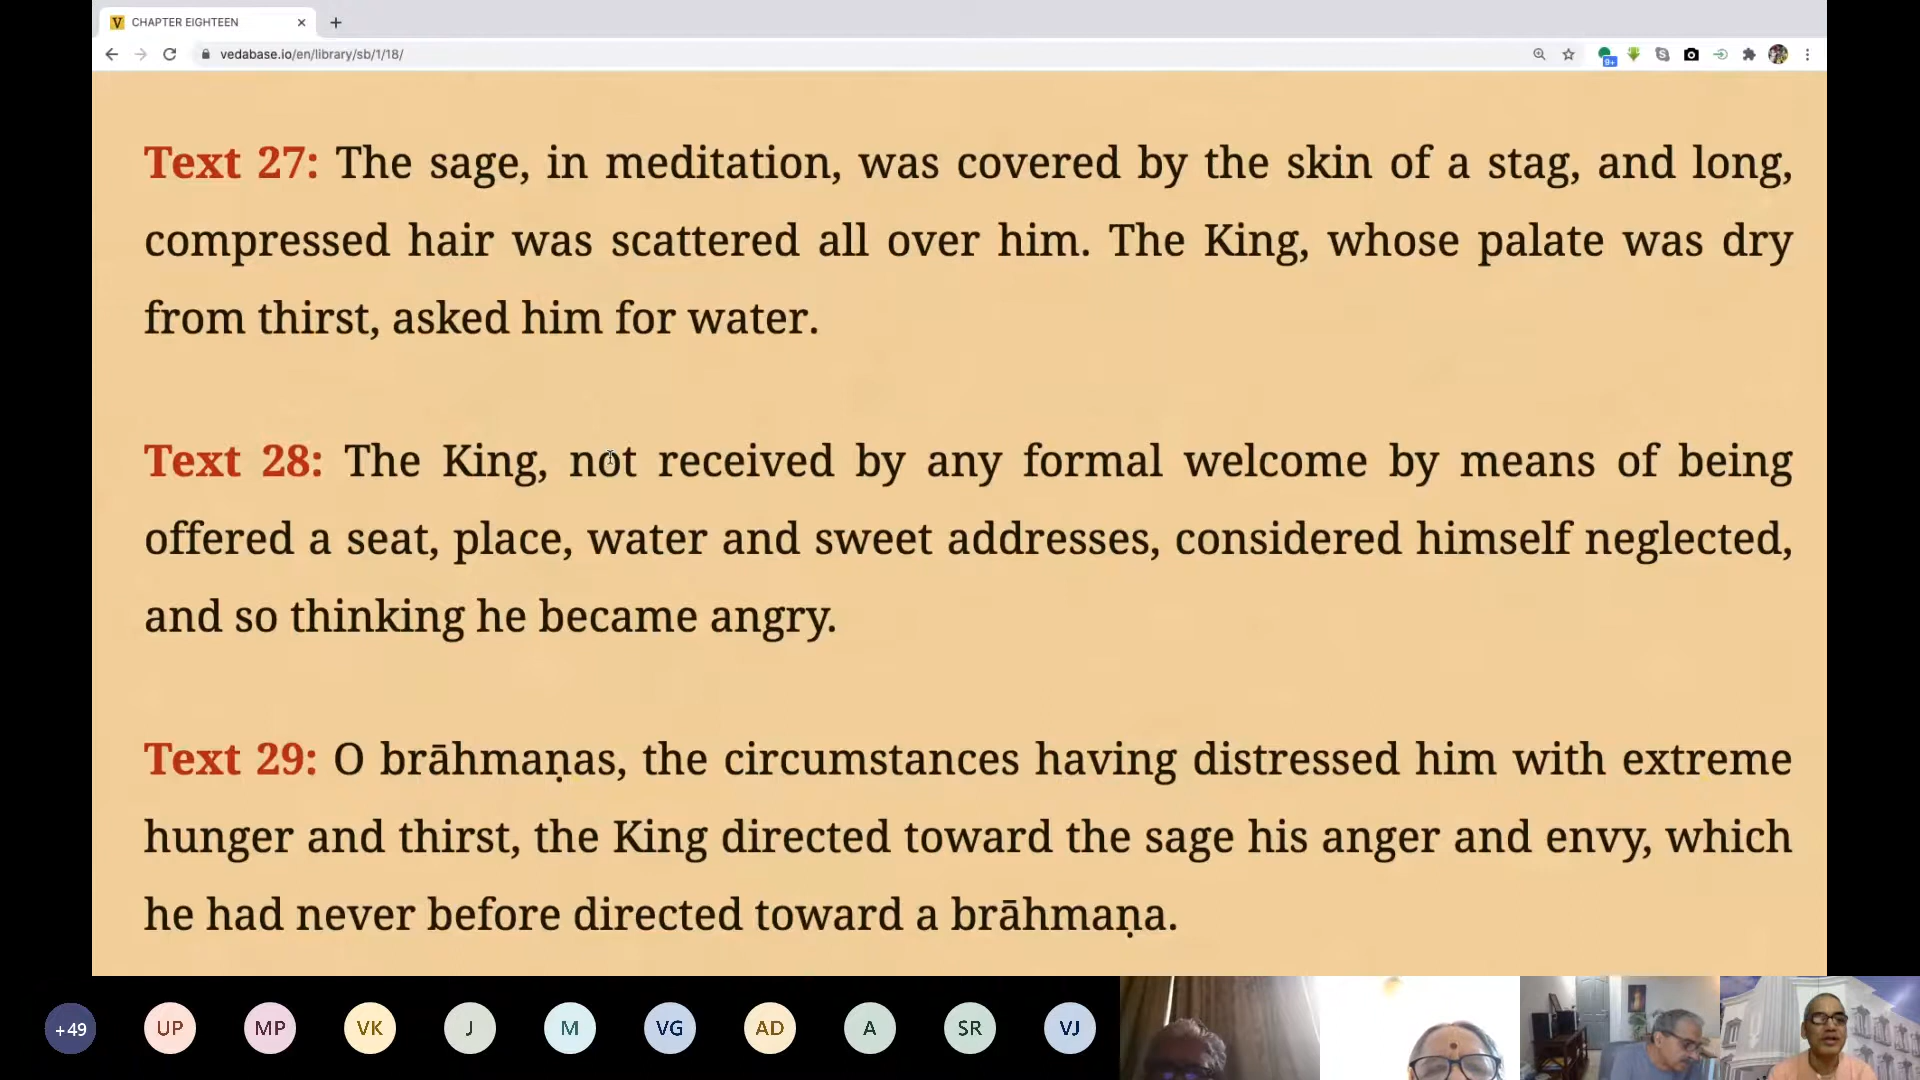 CHAPTER EIGHTEEN
vedabase.io/en/library/sb/1/18/
9+
Text 27: The sage, in meditation, was covered by the skin of a stag, and long,
compressed hair was scattered all over him. The King, whose palate was dry
from thirst, asked him for water.
Text 28: The King, not received by any formal welcome by means of being
offered a seat, place, water and sweet addresses, considered himself neglected,
and so thinking he became angry.
Text 29: O brāhmaṇas, the circumstances having distressed him with extreme
hunger and thirst, the King directed toward the sage his anger and envy, which
he had never before directed toward a brāhmaṇa.
+49 UP MP VK J M VG AD A SR VJ